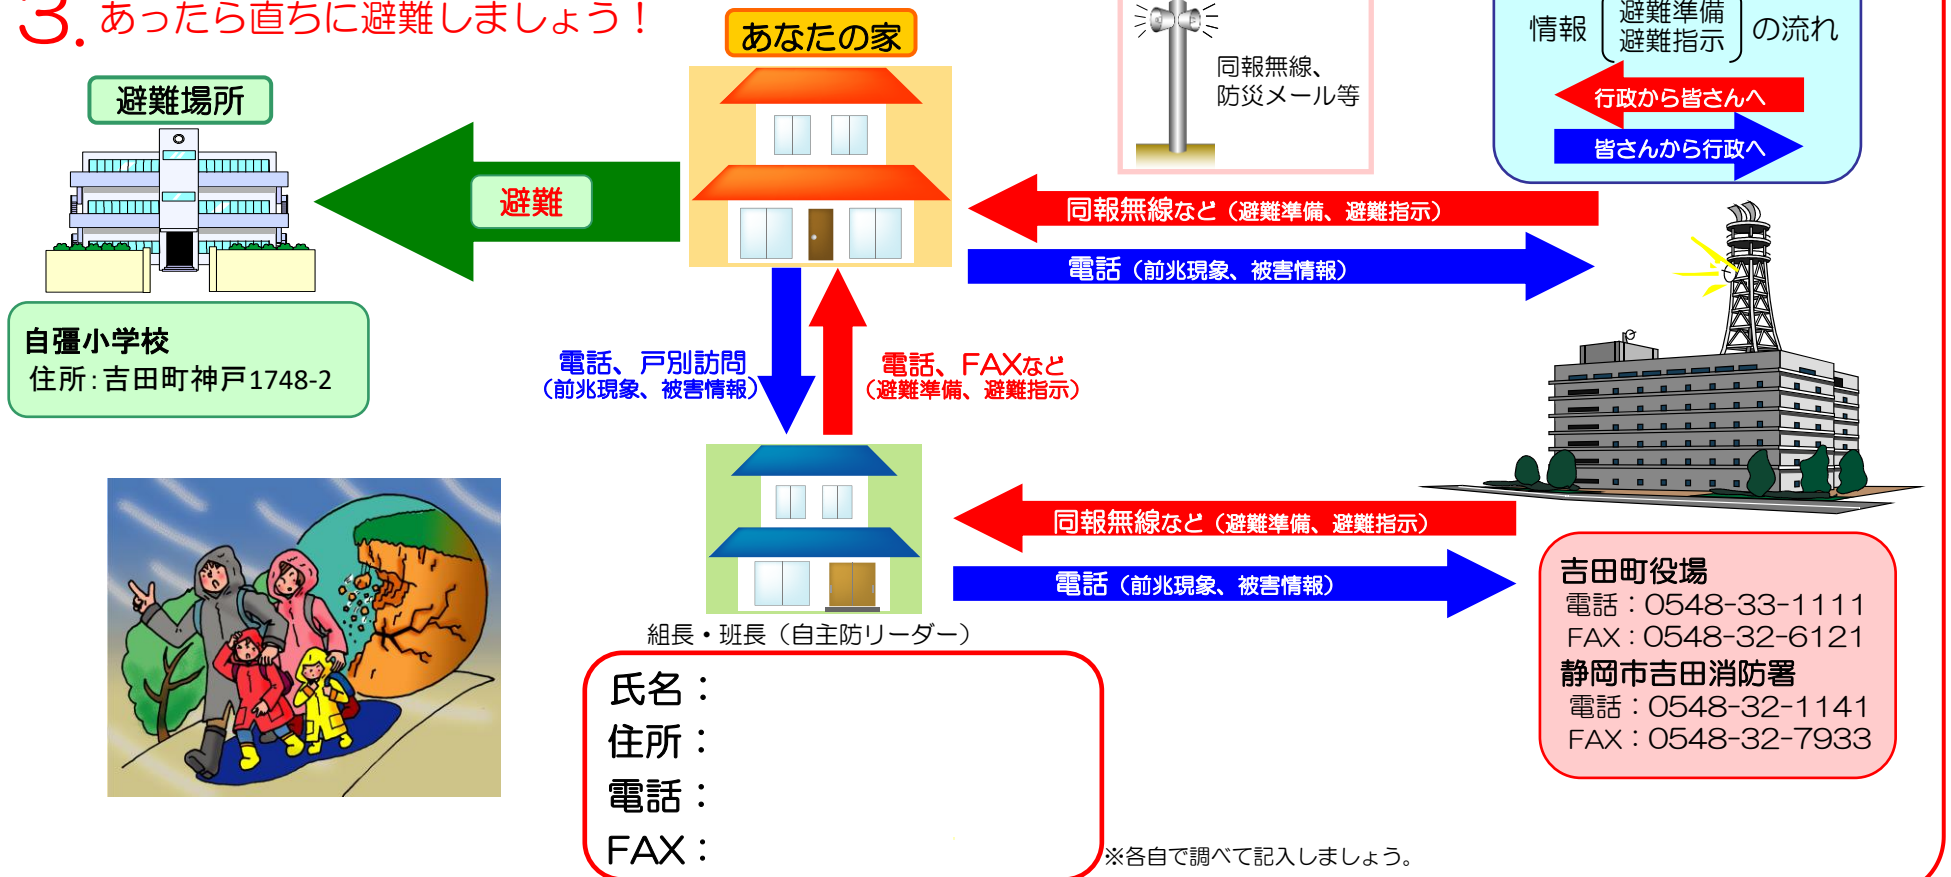 3. あったら直ちに避難しましょう！
避難場所
自彊小学校
住所：吉田町神戸1748-2
避難
あなたの家
同報無線、
防災メール等
情報 避難準備 避難指示 の流れ
行政から皆さんへ
皆さんから行政へ
同報無線など（避難準備、避難指示）
電話（前兆現象、被害情報）
電話、戸別訪問
（前兆現象、被害情報）
電話、FAXなど
（避難準備、避難指示）
同報無線など（避難準備、避難指示）
電話（前兆現象、被害情報）
組長・班長（自主防リーダー）
氏名：
住所：
電話：
FAX：
※各自で調べて記入しましょう。
吉田町役場
電話：0548-33-1111
FAX：0548-32-6121
静岡市吉田消防署
電話：0548-32-1141
FAX：0548-32-7933